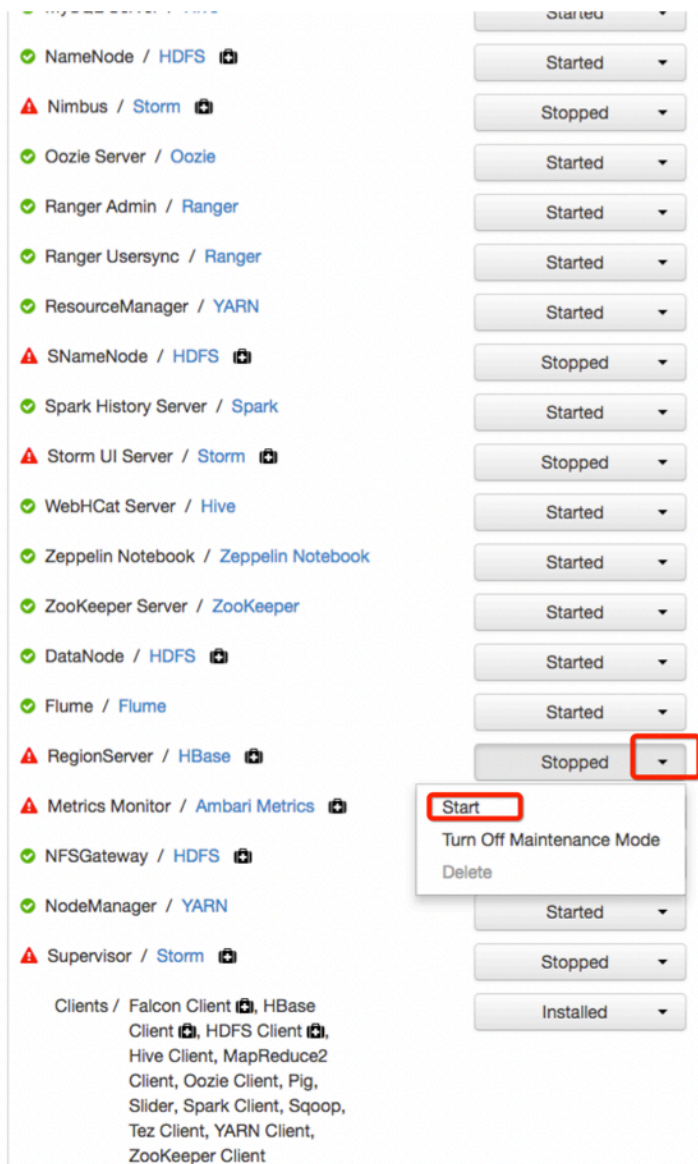 Started
NameNode / HDFS Started
Nimbus / Storm Stopped
Oozie Server / Oozie Started
Ranger Admin / Ranger Started
Ranger Usersync / Ranger Started
ResourceManager / YARN Started
SNameNode / HDFS Stopped
Spark History Server / Spark Started
Storm UI Server / Storm Stopped
WebHCat Server / Hive Started
Zeppelin Notebook / Zeppelin Notebook Started
ZooKeeper Server / ZooKeeper Started
DataNode / HDFS Started
Flume / Flume Started
RegionServer / HBase Stopped
Metrics Monitor / Ambari Metrics
Start
Turn Off Maintenance Mode
Delete
NFSGateway / HDFS
NodeManager / YARN Started
Supervisor / Storm Stopped
Clients / Falcon Client , HBase Installed
Client , HDFS Client ,
Hive Client, MapReduce2
Client, Oozie Client, Pig,
Slider, Spark Client, Sqoop,
Tez Client, YARN Client,
ZooKeeper Client